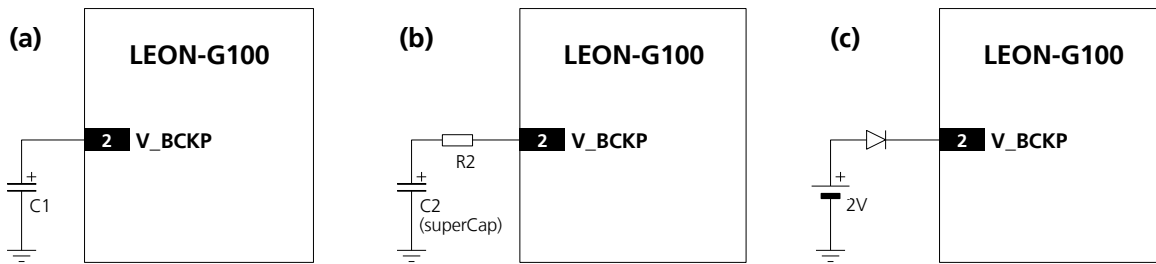 (a)
LEON-G100
2 V_BCKP
+
C1
(b)
LEON-G100
2 V_BCKP
R2
+
C2
(superCap)
(c)
LEON-G100
2 V_BCKP
+
2V